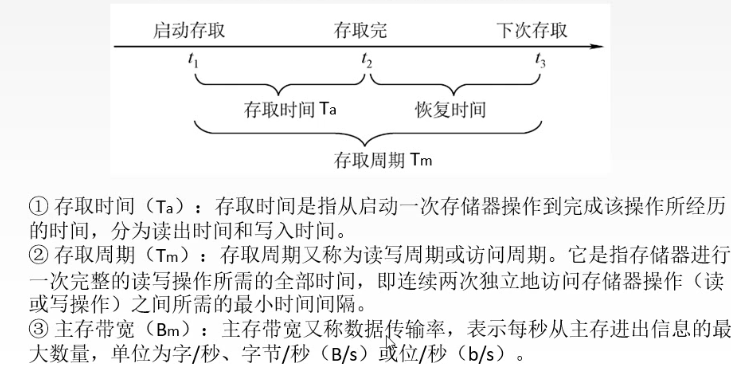 启动存取 存取完 下次存取
t1 t2 t3
存取时间 Ta 恢复时间
存取周期 Tm
① 存取时间（Ta）：存取时间是指从启动一次存储器操作到完成该操作所经历
的时间，分为读出时间和写入时间。
② 存取周期（Tm）：存取周期又称为读写周期或访问周期。它是指存储器进行
一次完整的读写操作所需的全部时间，即连续两次独立地访问存储器操作（读
或写操作）之间所需的最小时间间隔。
③ 主存带宽（Bm）：主存带宽又称数据传输率，表示每秒从主存进出信息的最
大数量，单位为字/秒、字节/秒（B/s）或位/秒（b/s）。